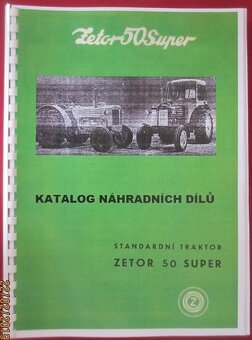 Zetor 50 Super
KATALOG NÁHRADNÍCH DÍLŮ
STANDARDNÍ TRAKTOR
ZETOR 50 SUPER
Z